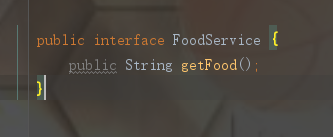 public interface FoodService {
    public String getFood();
}